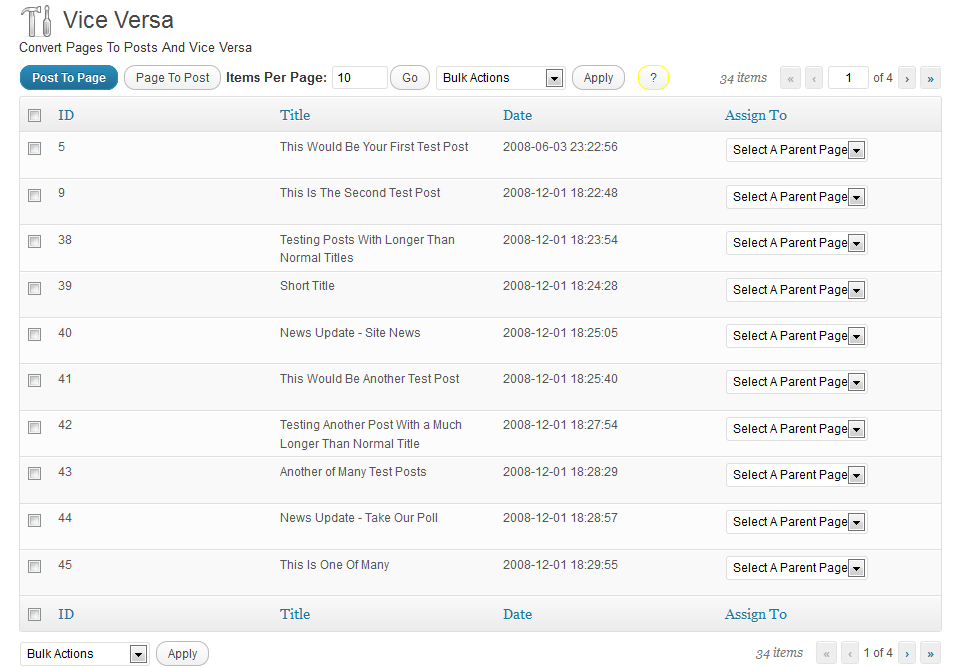 Vice Versa
Convert Pages To Posts And Vice Versa
Post To Page Page To Post Items Per Page: 10 Go Bulk Actions Apply ? 34 items « ‹ 1 of 4 › »
ID Title Date Assign To
5 This Would Be Your First Test Post 2008-06-03 23:22:56 Select A Parent Page
9 This Is The Second Test Post 2008-12-01 18:22:48 Select A Parent Page
38 Testing Posts With Longer Than 2008-12-01 18:23:54 Select A Parent Page
Normal Titles
39 Short Title 2008-12-01 18:24:28 Select A Parent Page
40 News Update - Site News 2008-12-01 18:25:05 Select A Parent Page
41 This Would Be Another Test Post 2008-12-01 18:25:40 Select A Parent Page
42 Testing Another Post With a Much 2008-12-01 18:27:54 Select A Parent Page
Longer Than Normal Title
43 Another of Many Test Posts 2008-12-01 18:28:29 Select A Parent Page
44 News Update - Take Our Poll 2008-12-01 18:28:57 Select A Parent Page
45 This Is One Of Many 2008-12-01 18:29:55 Select A Parent Page
ID Title Date Assign To
Bulk Actions Apply 34 items « ‹ 1 of 4 › »